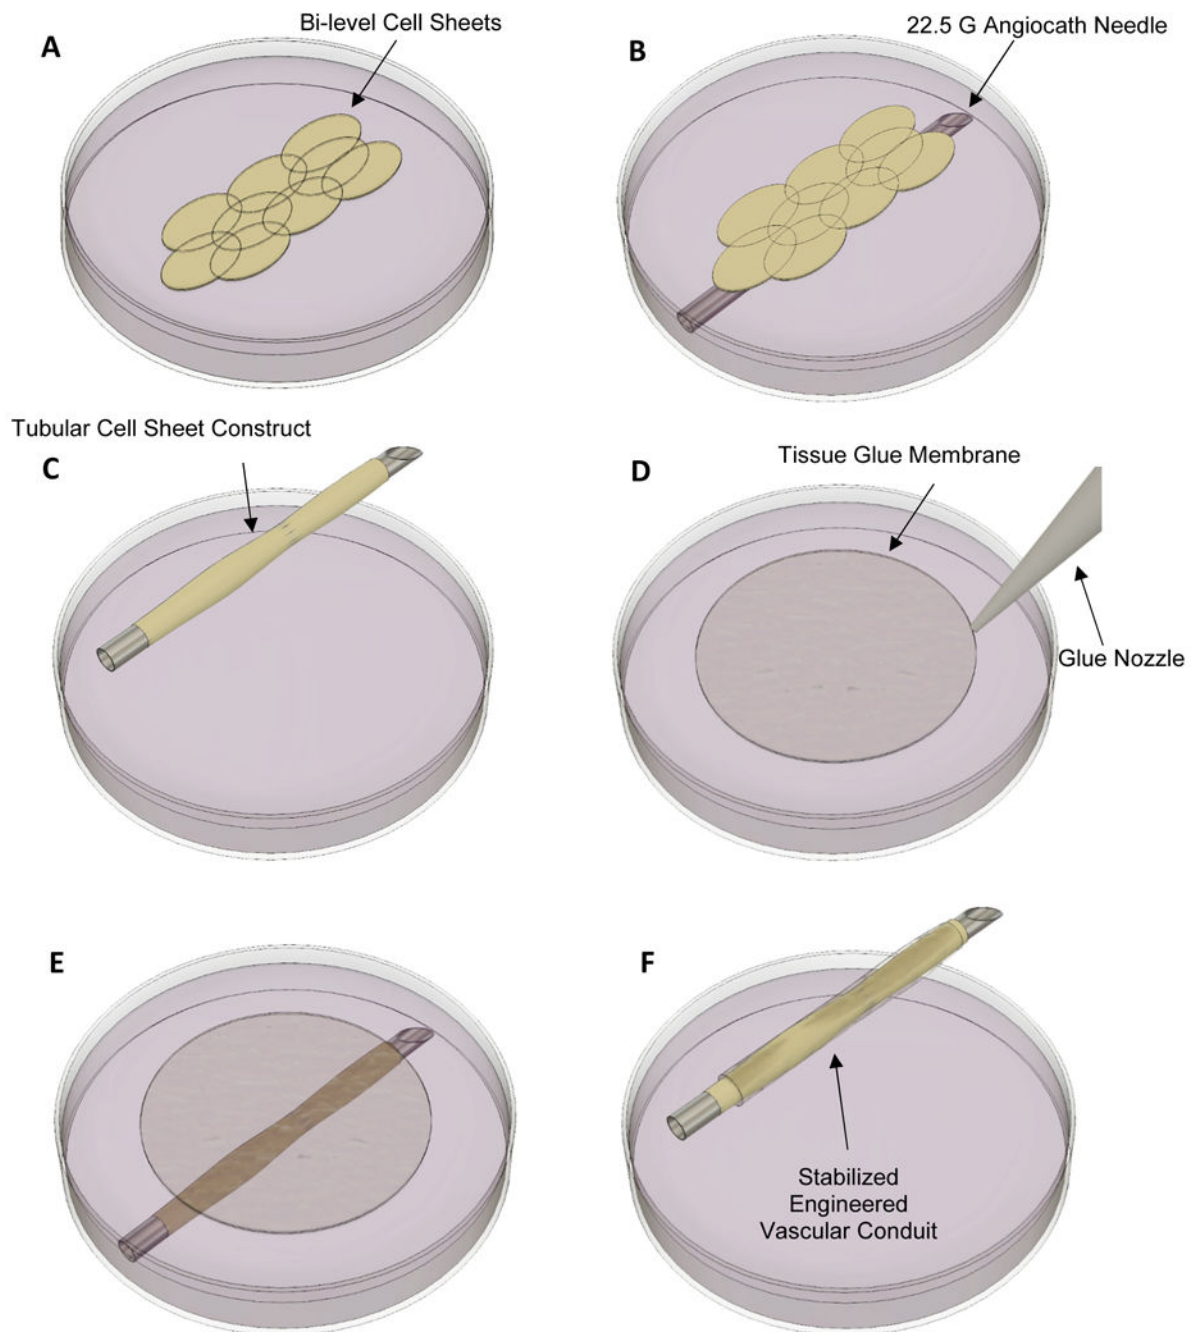 A
Bi-level Cell Sheets
B
22.5 G Angiocath Needle
Tubular Cell Sheet Construct
C
D
Tissue Glue Membrane
Glue Nozzle
E
F
Stabilized
Engineered
Vascular Conduit